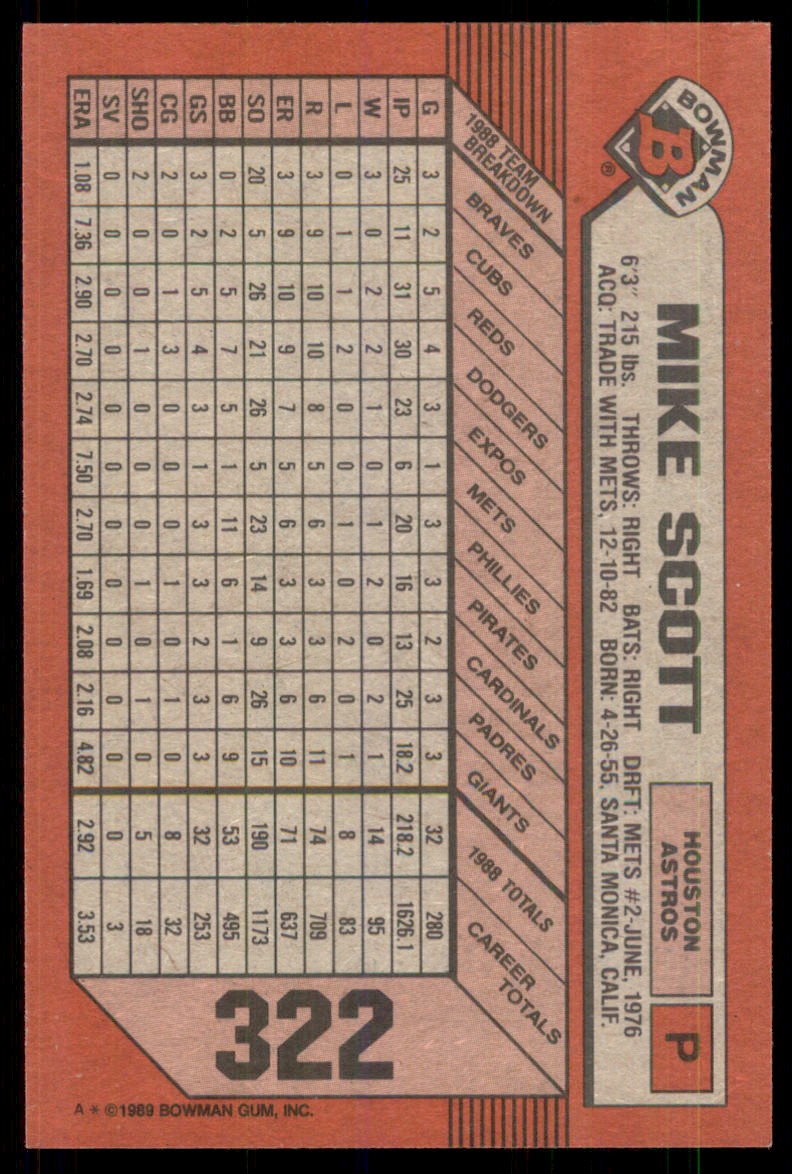 BOWMAN
B
®
MIKE SCOTT
HOUSTON
ASTROS
P
6'3" 215 lbs. THROWS: RIGHT BATS: RIGHT DRFT: METS #2-JUNE, 1976
ACQ: TRADE WITH METS, 12-10-82 BORN: 4-26-55, SANTA MONICA, CALIF.
1988 TEAM BREAKDOWN BRAVES CUBS REDS DODGERS EXPOS METS PHILLIES PIRATES CARDINALS PADRES GIANTS 1988 TOTALS CAREER TOTALS
G 3 2 5 4 3 1 3 3 2 3 3 32 280
IP 25 11 31 30 23 6 20 16 13 25 18.2 218.2 1626.1
W 3 0 2 2 1 0 1 2 0 2 1 14 95
L 0 1 1 2 0 0 1 0 2 0 1 8 83
R 3 9 10 10 8 5 6 3 3 6 11 74 709
ER 3 9 10 9 7 5 6 3 3 6 10 71 637
SO 20 5 26 21 26 5 23 14 9 26 15 190 1173
BB 0 2 5 7 5 1 11 6 1 6 9 53 495
GS 3 2 5 4 3 1 3 3 2 3 3 32 253
CG 2 0 1 3 0 0 0 1 0 1 0 8 32
SHO 2 0 0 1 0 0 0 1 0 1 0 5 18
SV 0 0 0 0 0 0 0 0 0 0 0 0 3
ERA 1.08 7.36 2.90 2.70 2.74 7.50 2.70 1.69 2.08 2.16 4.82 2.92 3.53
322
A * ©1989 BOWMAN GUM, INC.